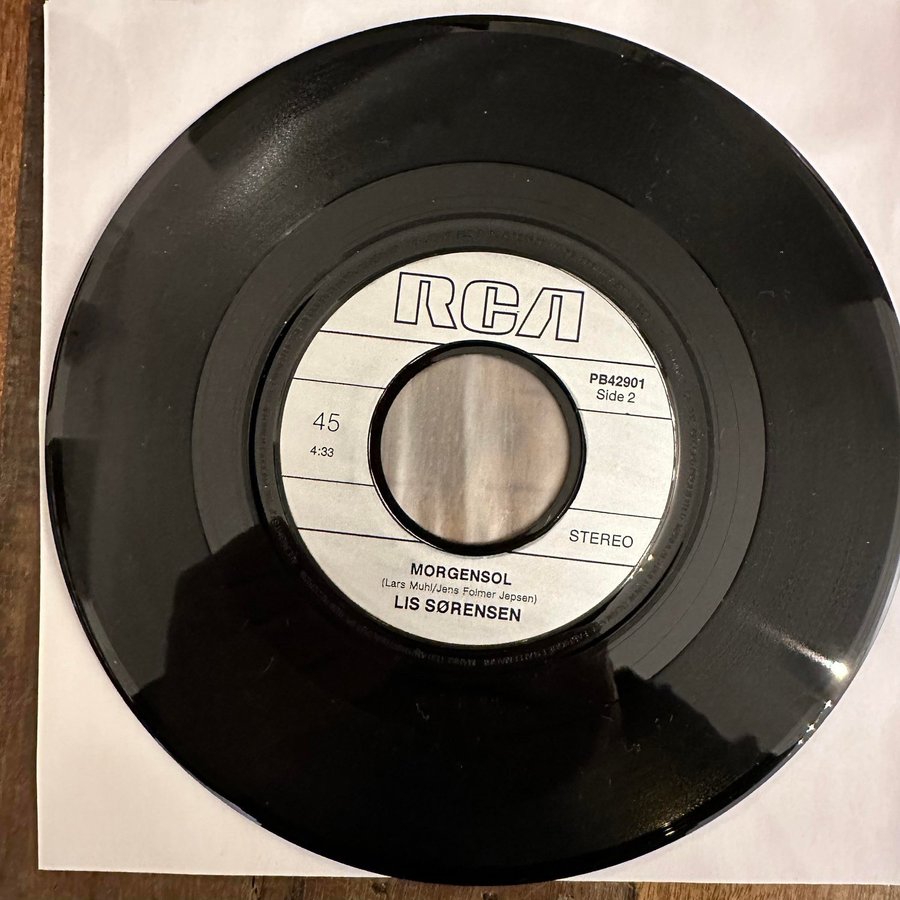 RCA
PB42901
Side 2
45
4:33
STEREO
MORGENSOL
(Lars Muhl/Jens Folmer Jepsen)
LIS SØRENSEN